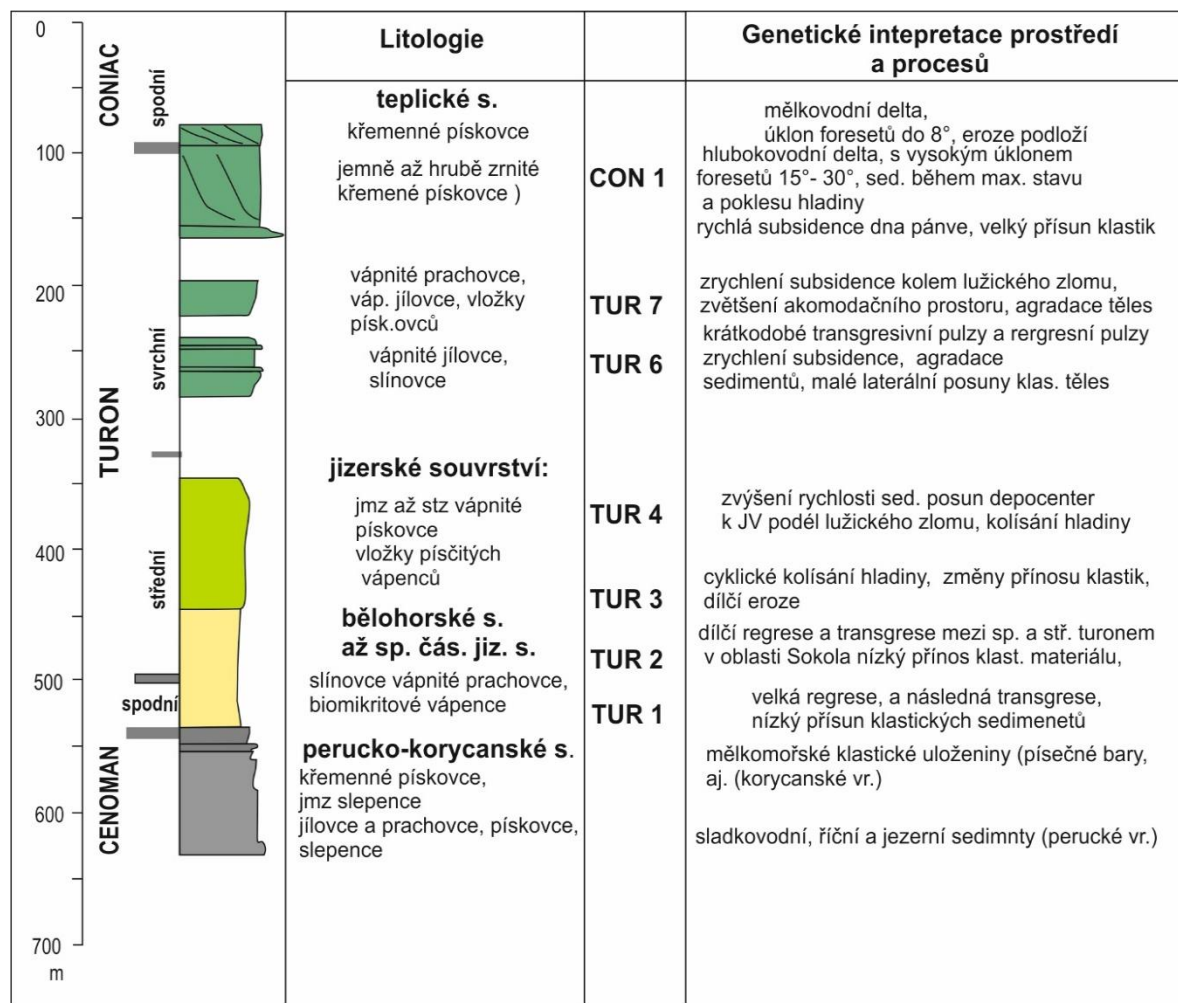 Litologie
Genetické intepretace prostředí
a procesů
0
100
200
300
400
500
600
700
m
CONIAC
spodní
TURON
svrchní
střední
spodní
CENOMAN
teplické s.
křemenné pískovce
jemně až hrubě zrnité
křemené pískovce )
vápnité prachovce,
váp. jílovce, vložky
písk.ovců
vápnité jílovce,
slínovce
jizerské souvrství:
jmz až stz vápnité
pískovce
vložky písčitých
vápenců
bělohorské s.
až sp. čás. jiz. s.
slínovce vápnité prachovce,
biomikritové vápence
perucko-korycanské s.
křemenné pískovce,
jmz slepence
jílovce a prachovce, pískovce,
slepence
CON 1
TUR 7
TUR 6
TUR 4
TUR 3
TUR 2
TUR 1
mělkovodní delta,
úklon foresetů do 8°, eroze podloží
hlubokovodní delta, s vysokým úklonem
foresetů 15°- 30°, sed. během max. stavu
a poklesu hladiny
rychlá subsidence dna pánve, velký přísun klastik
zrychlení subsidence kolem lužického zlomu,
zvětšení akomodačního prostoru, agradace těles
krátkodobé transgresivní pulzy a rergresní pulzy
zrychlení subsidence, agradace
sedimentů, malé laterální posuny klas. těles
zvýšení rychlosti sed. posun depocenter
k JV podél lužického zlomu, kolísání hladiny
cyklické kolísání hladiny, změny přínosu klastik,
dílčí eroze
dílčí regrese a transgrese mezi sp. a stř. turonem
v oblasti Sokola nízký přínos klast. materiálu,
velká regrese, a následná transgrese,
nízký přísun klastických sedimenetů
mělkomořské klastické uloženiny (písečné bary,
aj. (korycanské vr.)
sladkovodní, říční a jezerní sedimnty (perucké vr.)